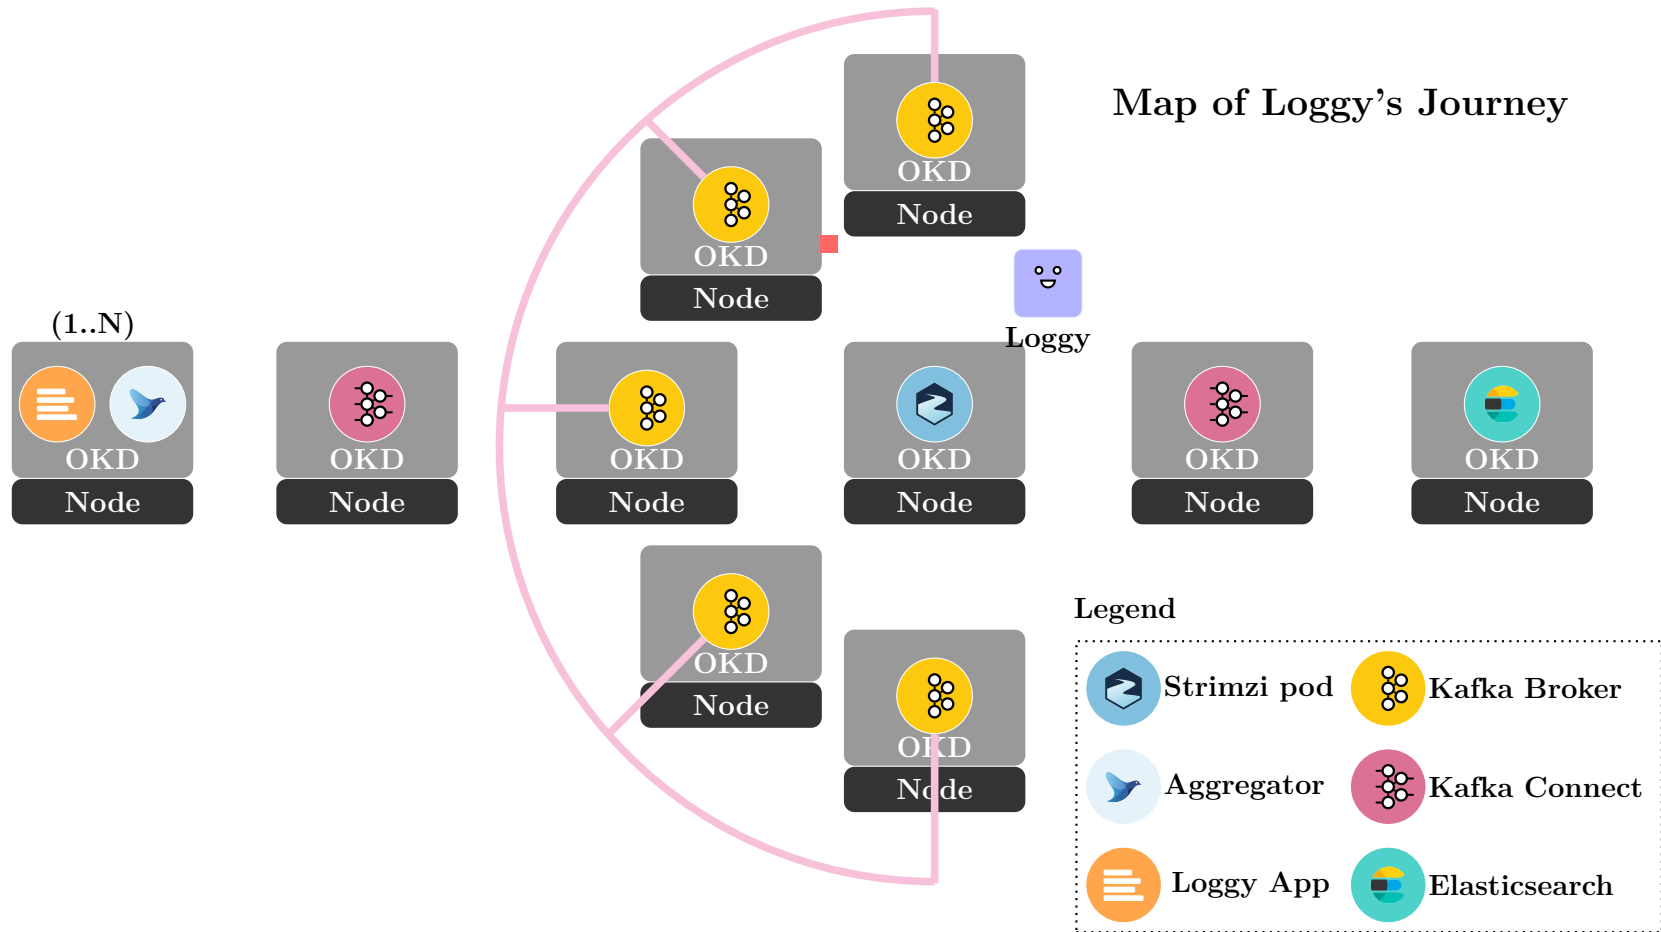 Map of Loggy's Journey
OKD
Node
OKD
Node
Loggy
(1..N)
OKD
Node
OKD
Node
OKD
Node
OKD
Node
OKD
Node
OKD
Node
OKD
Node
OKD
Node
Legend
Strimzi pod
Kafka Broker
Aggregator
Kafka Connect
Loggy App
Elasticsearch